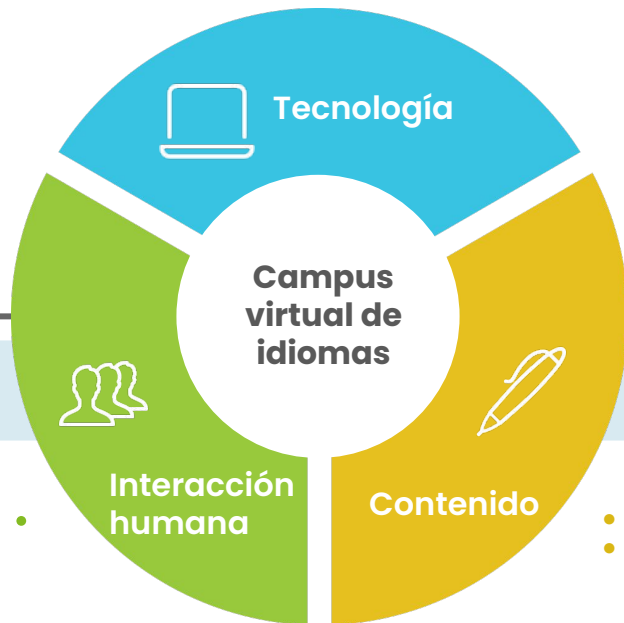 Tecnología
Campus
virtual de
idiomas
Interacción
humana
Contenido